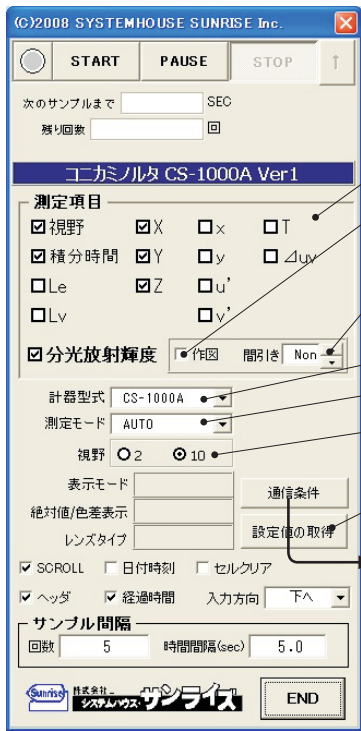 (C)2008 SYSTEMHOUSE SUNRISE Inc.
START PAUSE STOP ↑
次のサンプルまで SEC
残り回数 回
コニカミノルタ CS-1000A Ver1
測定項目
視野 X x T
積分時間 Y y ⊿uv
Le Z u'
Lv v'
分光放射輝度 作図 間引き Non
計器型式 CS-1000A
測定モード AUTO
視野 2 10
表示モード 通信条件
絶対値/色差表示
レンズタイプ 設定値の取得
SCROLL 日付時刻 セルクリア
ヘッダ 経過時間 入力方向 下へ
サンプル間隔
回数 5 時間間隔(sec) 5.0
Sunrise 株式会社 システムハウス・サンライズ END